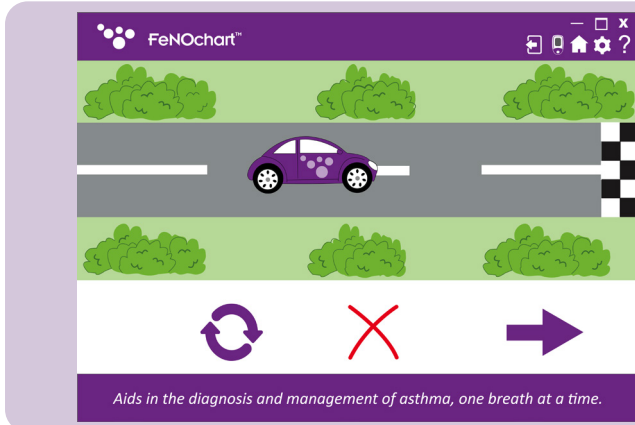 FeNOchart™
Aids in the diagnosis and management of asthma, one breath at a time.